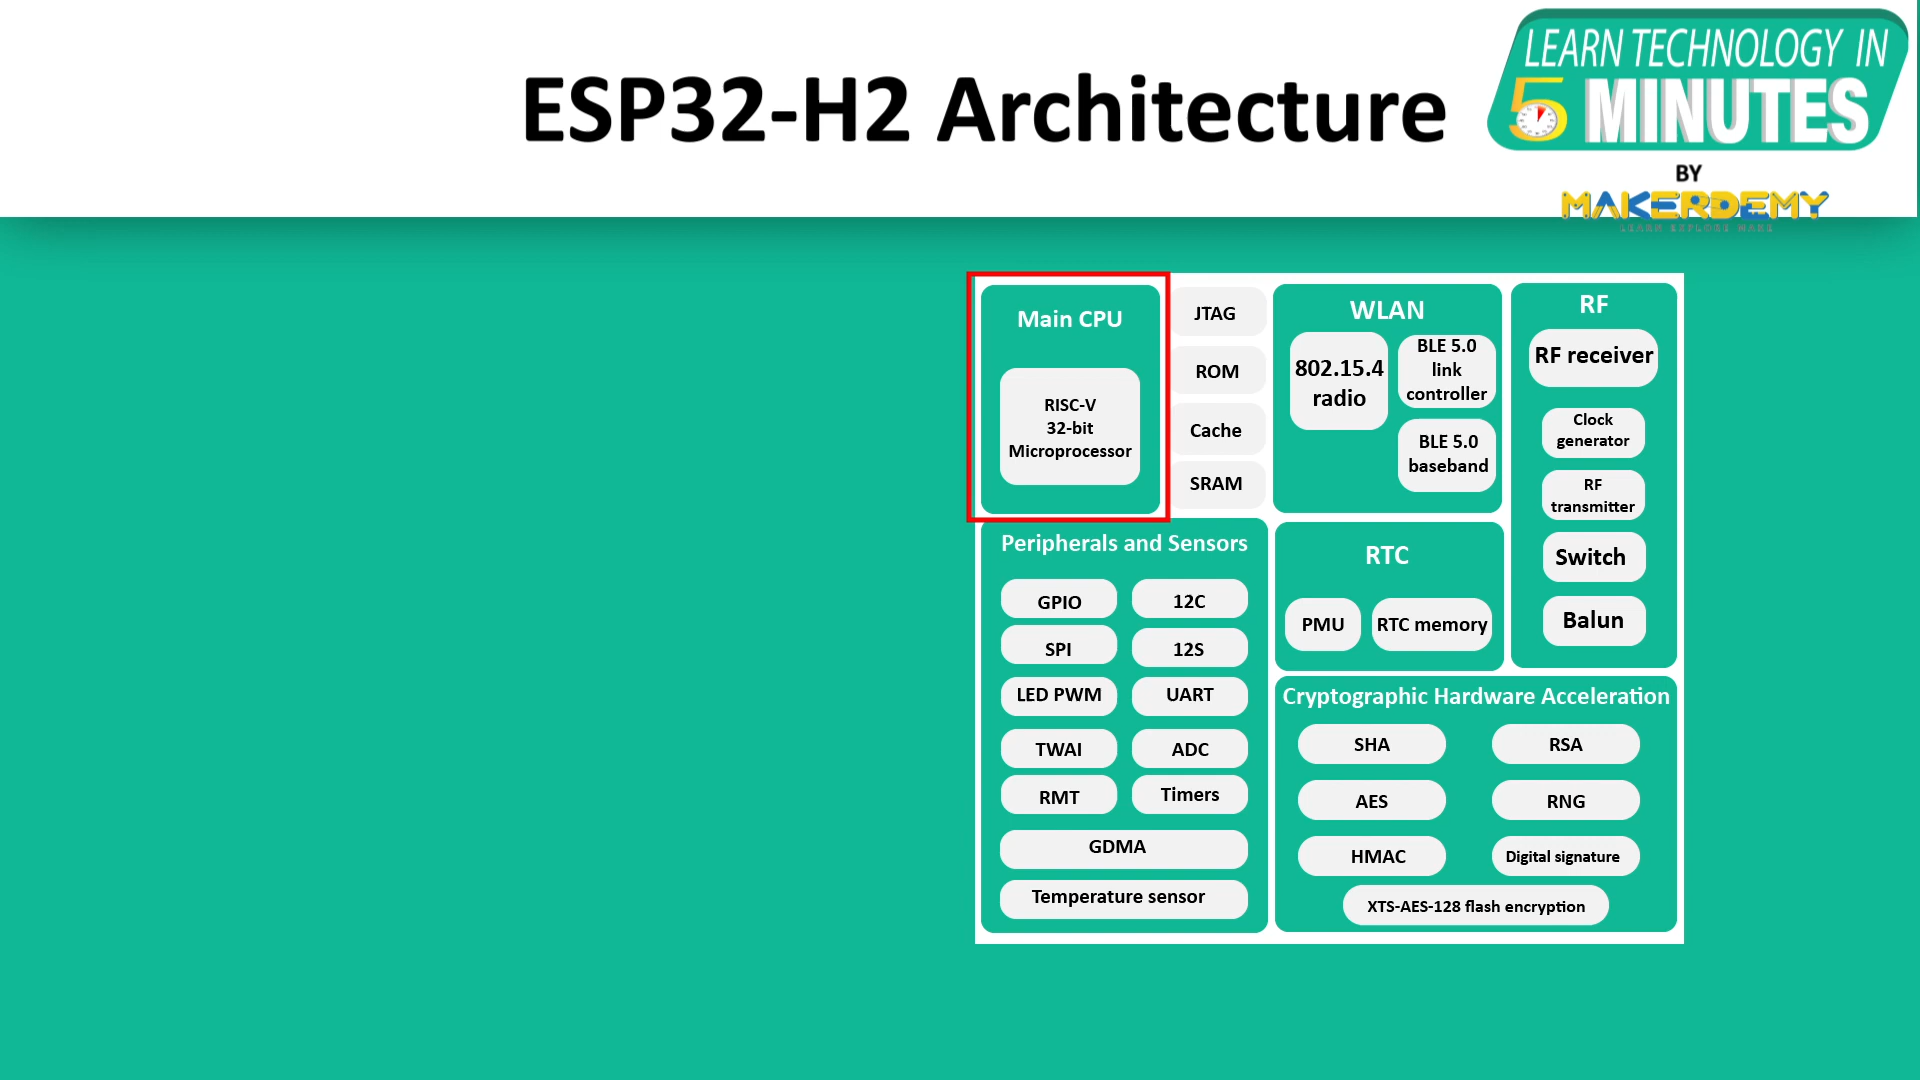 ESP32-H2 Architecture
LEARN TECHNOLOGY IN
5 MINUTES
BY
MAKERDEMY
LEARN EXPLORE MAKE
Main CPU
RISC-V
32-bit
Microprocessor
JTAG
ROM
Cache
SRAM
WLAN
802.15.4
radio
BLE 5.0
link
controller
BLE 5.0
baseband
RF
RF receiver
Clock
generator
RF
transmitter
Switch
Balun
Peripherals and Sensors
GPIO
12C
SPI
12S
LED PWM
UART
TWAI
ADC
RMT
Timers
GDMA
Temperature sensor
RTC
PMU
RTC memory
Cryptographic Hardware Acceleration
SHA
RSA
AES
RNG
HMAC
Digital signature
XTS-AES-128 flash encryption